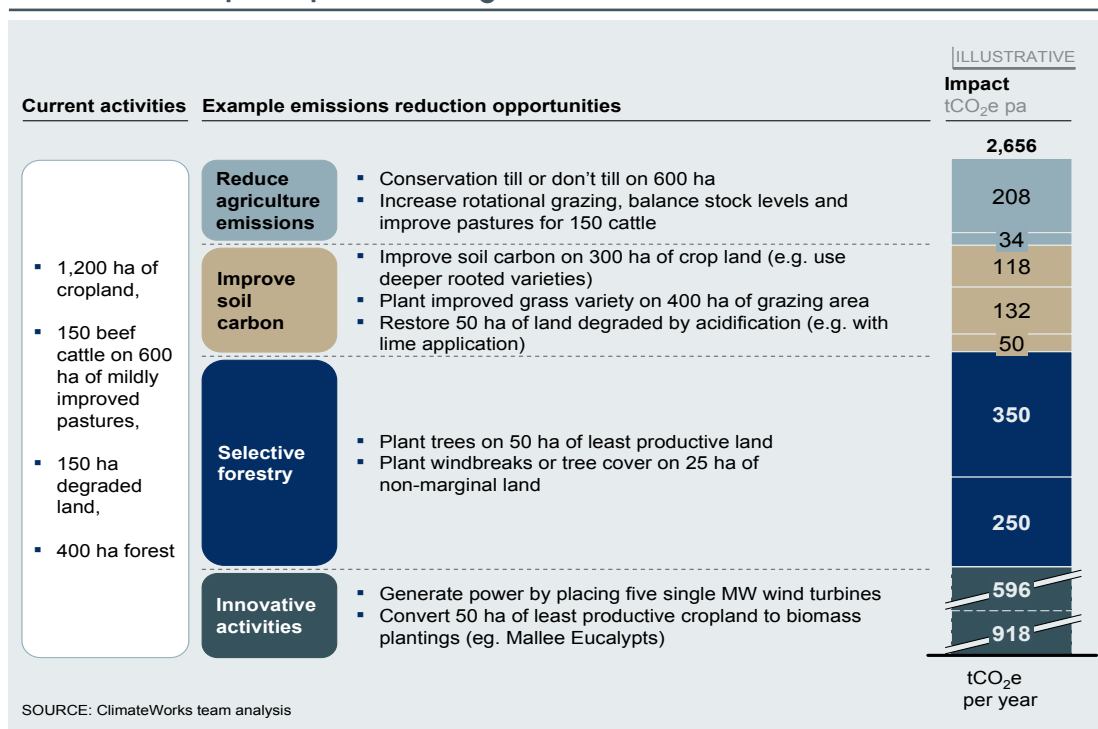 ILLUSTRATIVE
Impact
tCO₂e pa
Current activities
Example emissions reduction opportunities
2,656
▪ 1,200 ha of
cropland,
▪ 150 beef
cattle on 600
ha of mildly
improved
pastures,
▪ 150 ha
degraded
land,
▪ 400 ha forest
Reduce
agriculture
emissions
▪ Conservation till or don’t till on 600 ha
▪ Increase rotational grazing, balance stock levels and
improve pastures for 150 cattle
208
34
Improve
soil
carbon
▪ Improve soil carbon on 300 ha of crop land (e.g. use
deeper rooted varieties)
▪ Plant improved grass variety on 400 ha of grazing area
▪ Restore 50 ha of land degraded by acidification (e.g. with
lime application)
118
132
50
Selective
forestry
▪ Plant trees on 50 ha of least productive land
▪ Plant windbreaks or tree cover on 25 ha of
non-marginal land
350
250
Innovative
activities
▪ Generate power by placing five single MW wind turbines
▪ Convert 50 ha of least productive cropland to biomass
plantings (eg. Mallee Eucalypts)
596
918
tCO₂e
per year
SOURCE: ClimateWorks team analysis